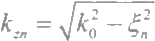 k_{zn} = \sqrt{k_0^2 - \xi_n^2}